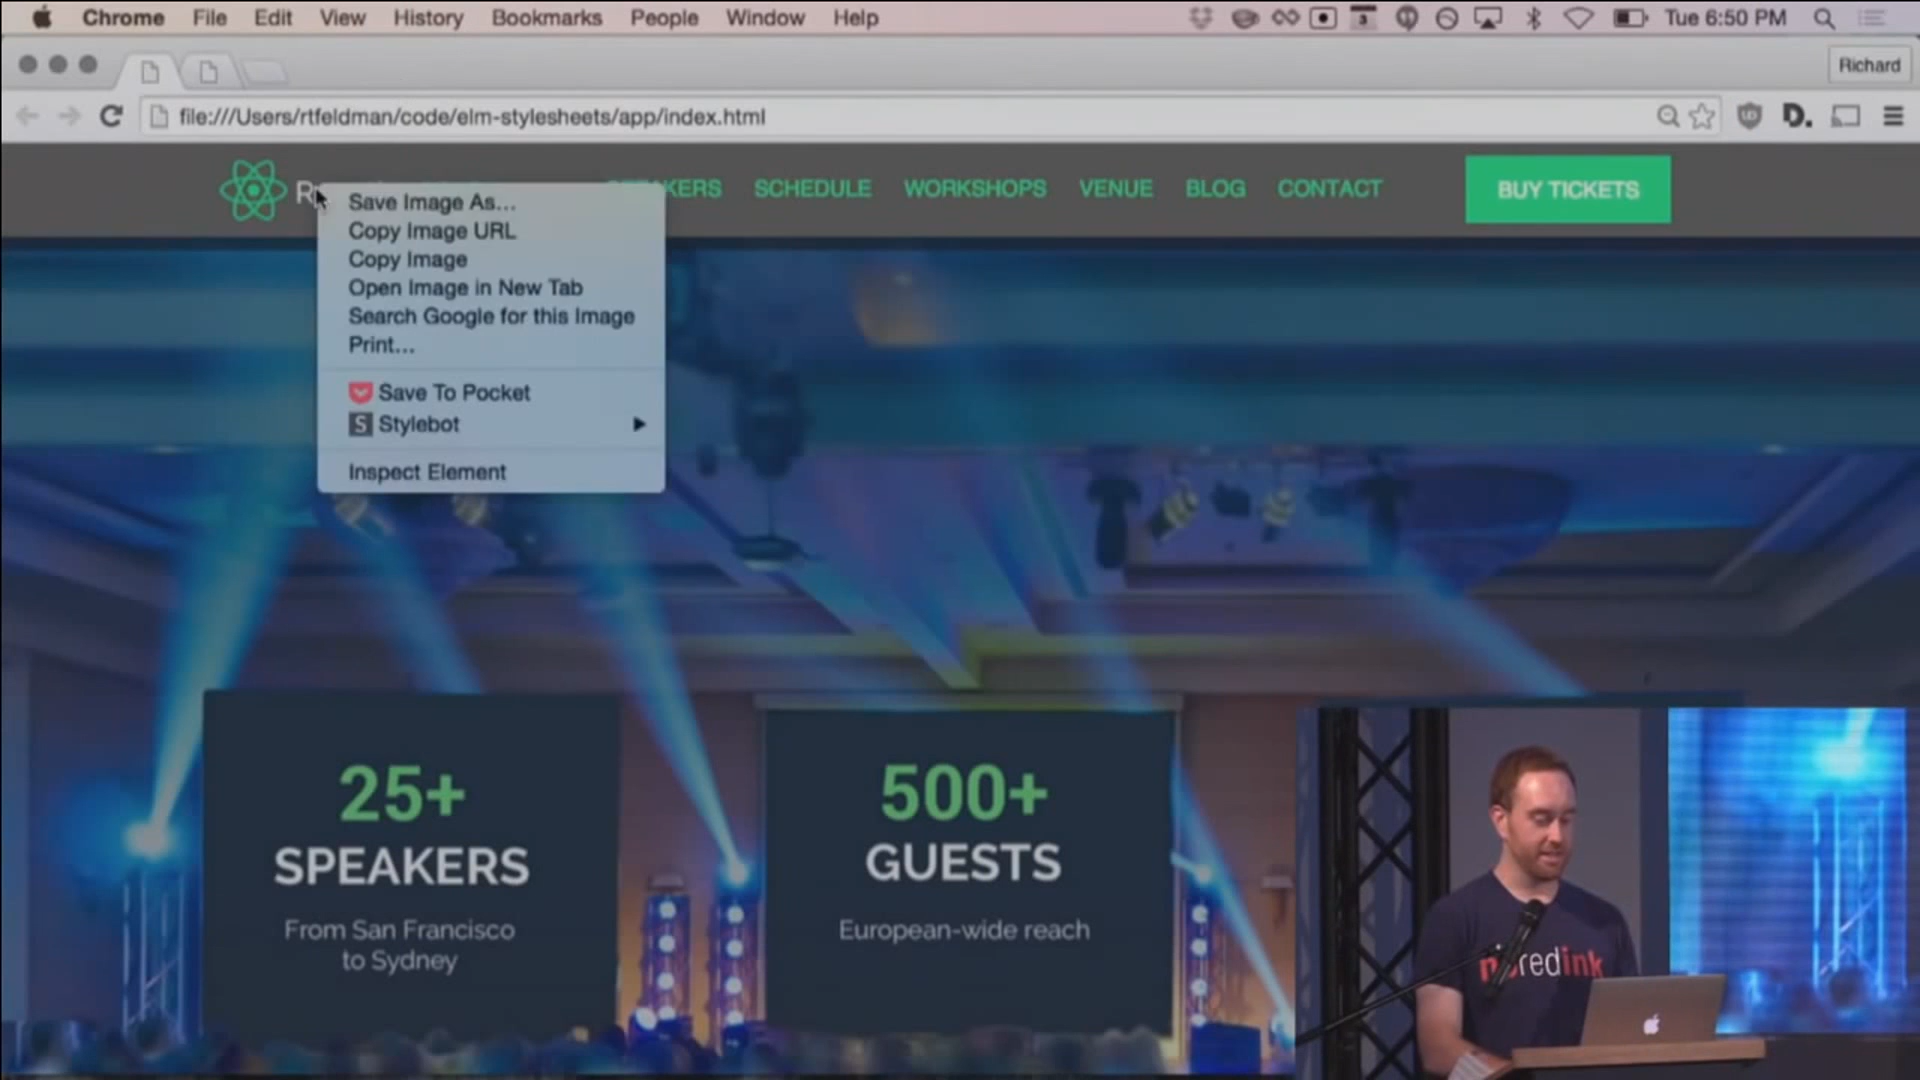 Chrome File Edit View History Bookmarks People Window Help
3
Tue 6:50 PM
Richard
file:///Users/rtfeldman/code/elm-stylesheets/app/index.html
D.
SCHEDULE WORKSHOPS VENUE BLOG CONTACT
BUY TICKETS
Save Image As...
Copy Image URL
Copy Image
Open Image in New Tab
Search Google for this Image
Print...
Save To Pocket
S Stylebot
Inspect Element
25+
SPEAKERS
From San Francisco
to Sydney
500+
GUESTS
European-wide reach
noredink